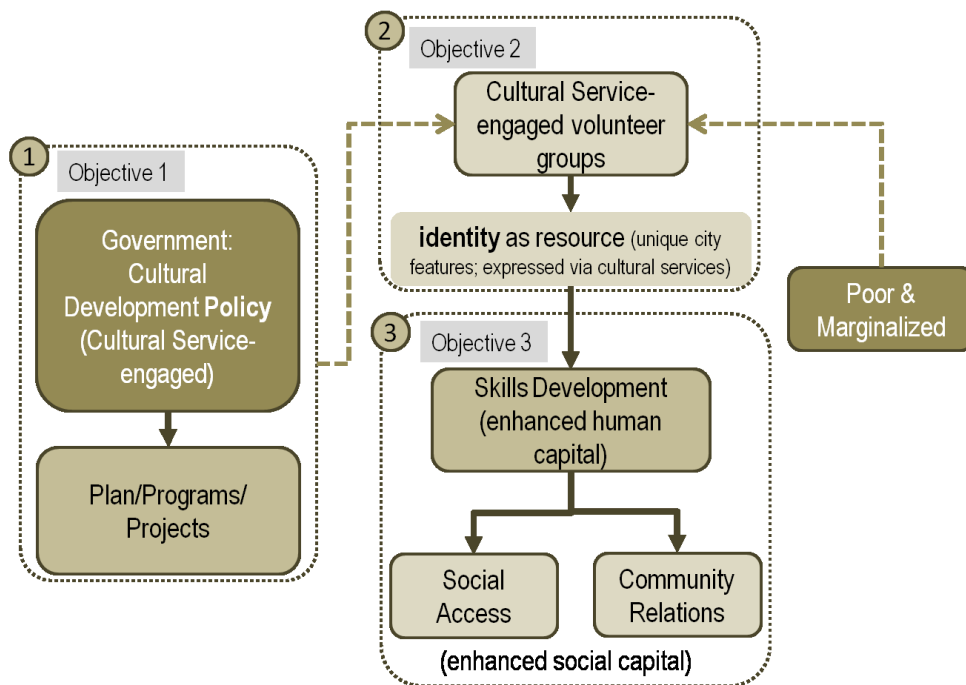 1
Objective 1
Government:
Cultural
Development Policy
(Cultural Service-
engaged)
Plan/Programs/
Projects
2
Objective 2
Cultural Service-
engaged volunteer
groups
identity as resource (unique city
features; expressed via cultural services)
Poor &
Marginalized
3
Objective 3
Skills Development
(enhanced human
capital)
Social
Access
Community
Relations
(enhanced social capital)